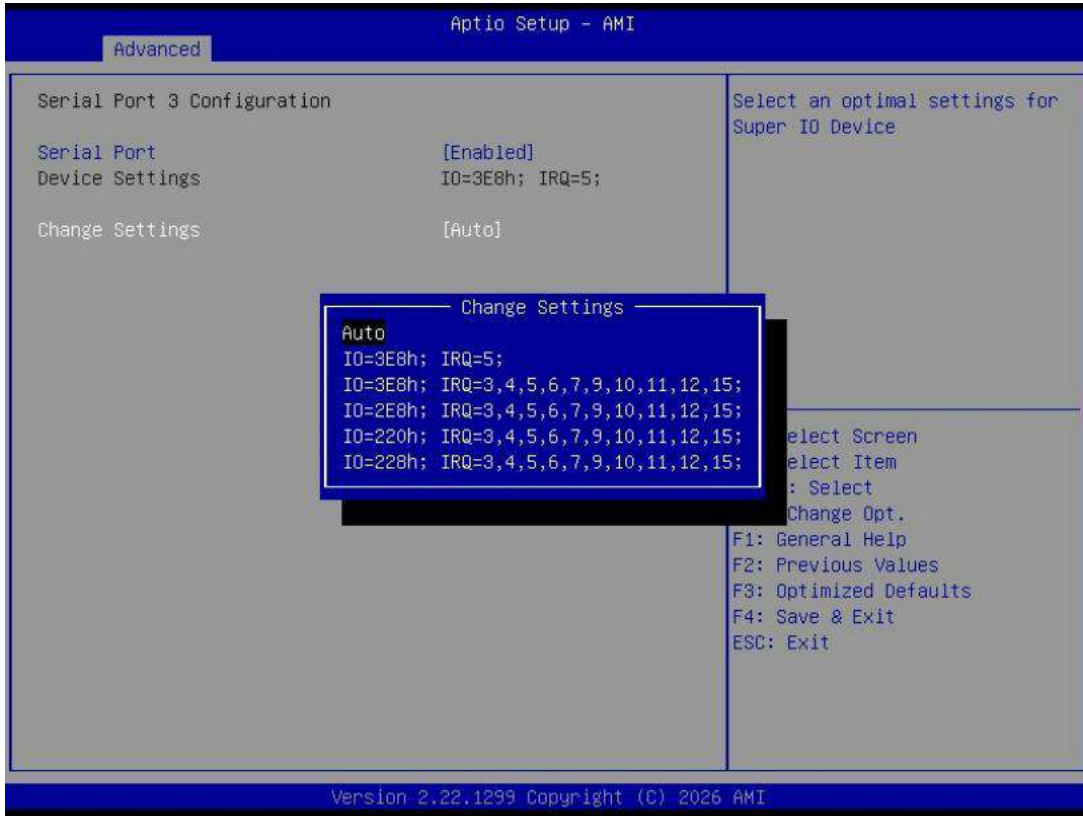 Aptio Setup - AMI
Advanced
Serial Port 3 Configuration
Serial Port [Enabled]
Device Settings IO=3E8h; IRQ=5;
Change Settings [Auto]
Select an optimal settings for
Super IO Device
Change Settings
Auto
IO=3E8h; IRQ=5;
IO=3E8h; IRQ=3,4,5,6,7,9,10,11,12,15;
IO=2E8h; IRQ=3,4,5,6,7,9,10,11,12,15;
IO=220h; IRQ=3,4,5,6,7,9,10,11,12,15;
IO=228h; IRQ=3,4,5,6,7,9,10,11,12,15;
elect Screen
elect Item
: Select
Change Opt.
F1: General Help
F2: Previous Values
F3: Optimized Defaults
F4: Save & Exit
ESC: Exit
Version 2.22.1299 Copyright (C) 2026 AMI